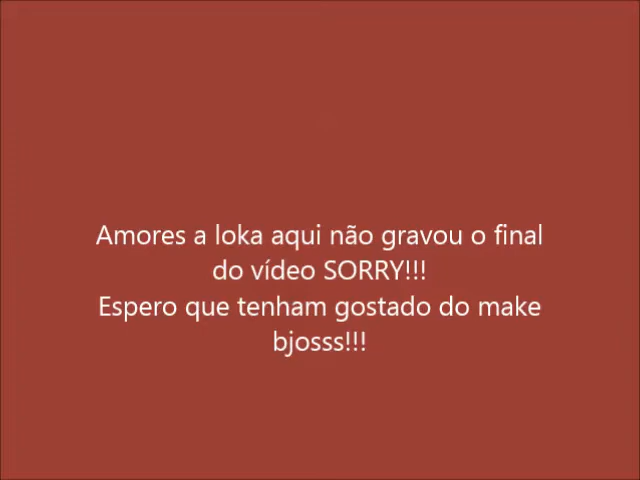 Amores a loka aqui não gravou o final
do vídeo SORRY!!!
Espero que tenham gostado do make
bjosss!!!